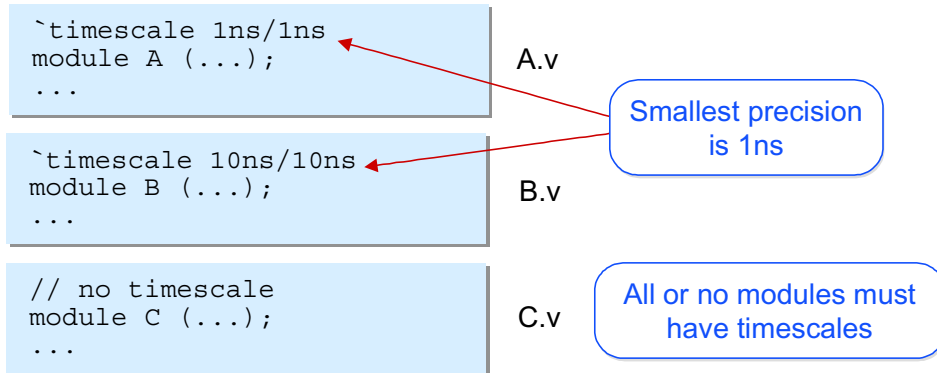 `timescale 1ns/1ns
module A (...);
...
A.v
Smallest precision
is 1ns
`timescale 10ns/10ns
module B (...);
...
B.v
// no timescale
module C (...);
...
C.v
All or no modules must
have timescales